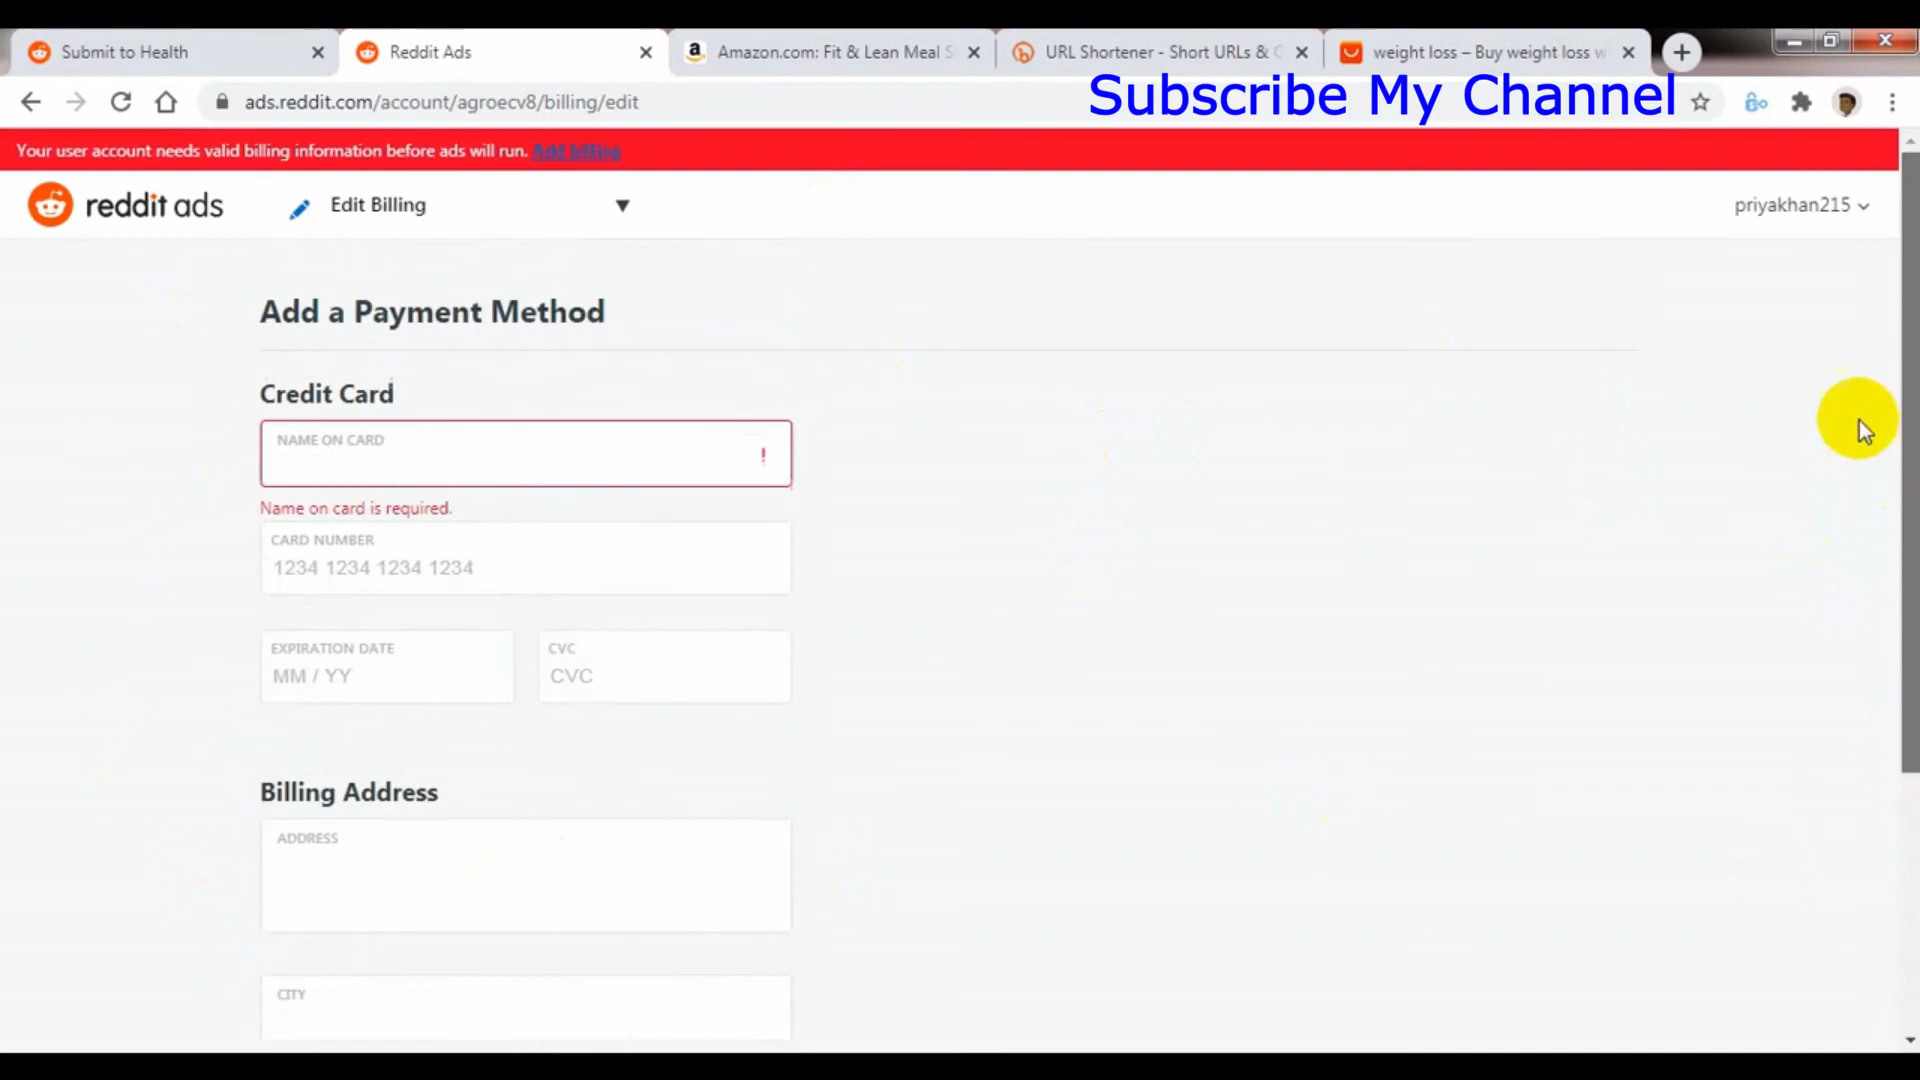 Submit to Health
Reddit Ads
Amazon.com: Fit & Lean Meal S
URL Shortener - Short URLs & C
weight loss – Buy weight loss w
ads.reddit.com/account/agroecv8/billing/edit
Subscribe My Channel
Your user account needs valid billing information before ads will run. Add billing
reddit ads
Edit Billing
priyakhan215
Add a Payment Method
Credit Card
NAME ON CARD
!
Name on card is required.
CARD NUMBER
1234 1234 1234 1234
EXPIRATION DATE
MM / YY
CVC
CVC
Billing Address
ADDRESS
CITY